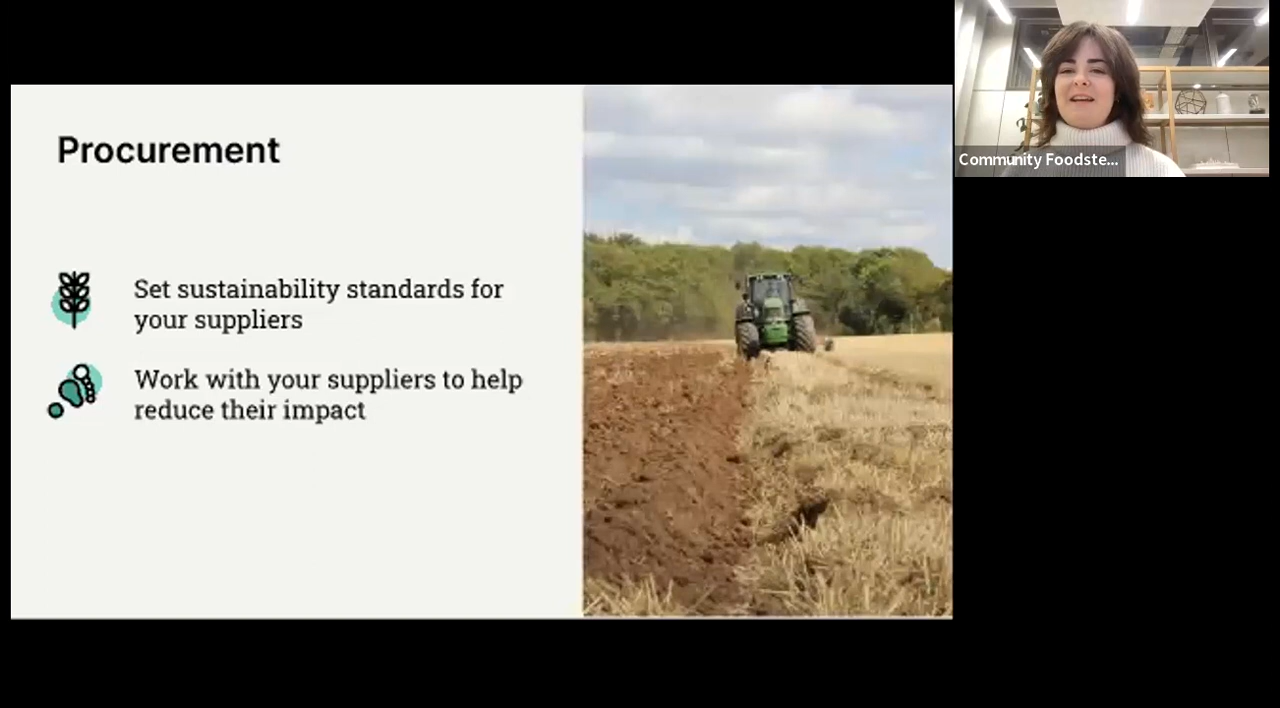 Procurement
Set sustainability standards for
your suppliers
Work with your suppliers to help
reduce their impact
Community Foodste...